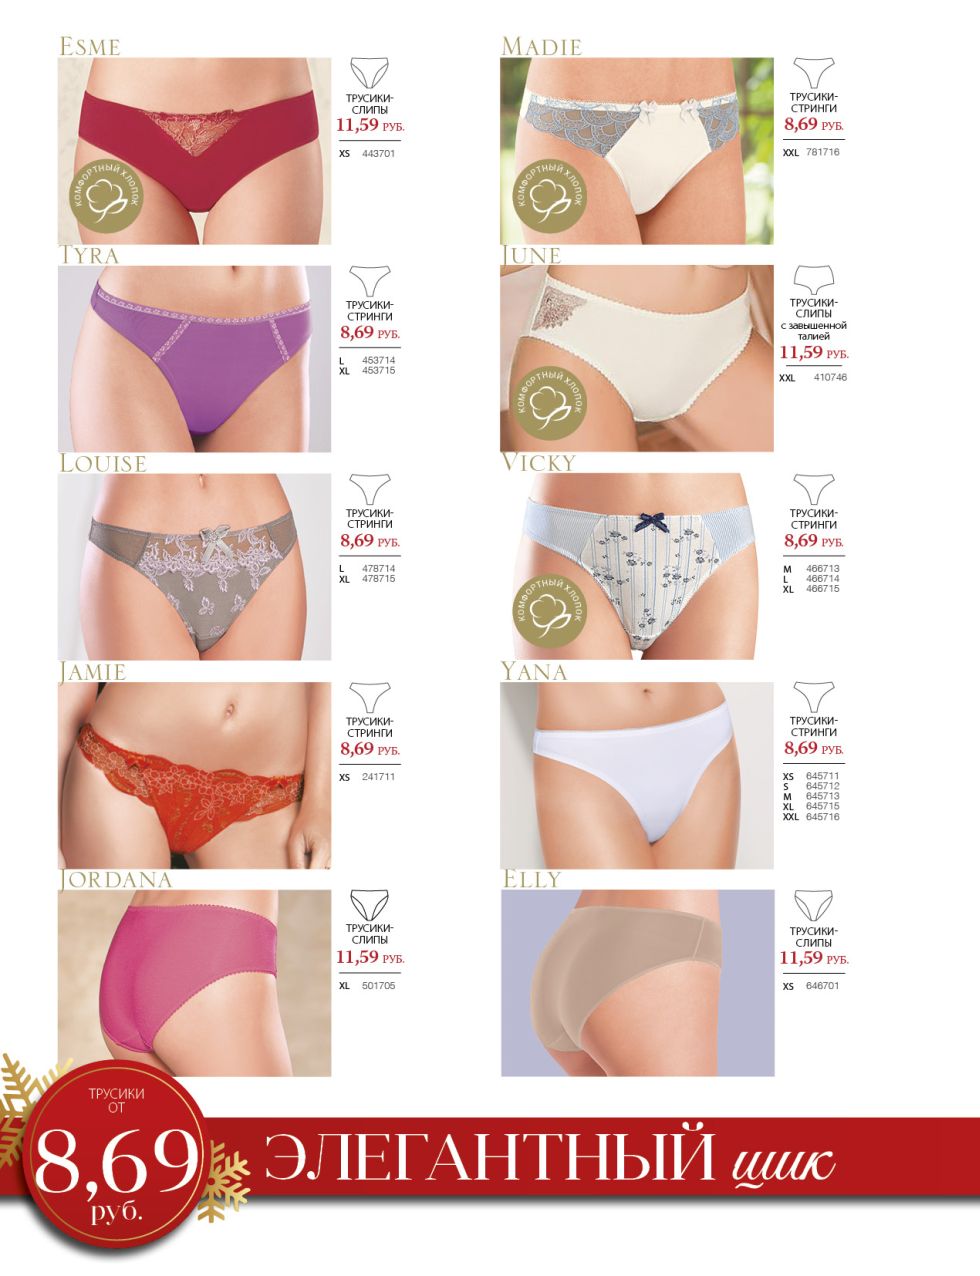 Esme
ТРУСИКИ-
СЛИПЫ
11,59 РУБ.
XS 443701
КОМФОРТНЫЙ ХЛОПОК
Madie
ТРУСИКИ-
СТРИНГИ
8,69 РУБ.
XXL 781716
КОМФОРТНЫЙ ХЛОПОК
Tyra
ТРУСИКИ-
СТРИНГИ
8,69 РУБ.
L 453714
XL 453715
June
ТРУСИКИ-
СЛИПЫ
с завышенной
талией
11,59 РУБ.
XXL 410746
КОМФОРТНЫЙ ХЛОПОК
Louise
ТРУСИКИ-
СТРИНГИ
8,69 РУБ.
L 478714
XL 478715
Vicky
ТРУСИКИ-
СТРИНГИ
8,69 РУБ.
M 466713
L 466714
XL 466715
КОМФОРТНЫЙ ХЛОПОК
Jamie
ТРУСИКИ-
СТРИНГИ
8,69 РУБ.
XS 241711
Yana
ТРУСИКИ-
СТРИНГИ
8,69 РУБ.
XS 645711
S 645712
M 645713
XL 645715
XXL 645716
Jordana
ТРУСИКИ-
СЛИПЫ
11,59 РУБ.
XL 501705
Elly
ТРУСИКИ-
СЛИПЫ
11,59 РУБ.
XS 646701
ТРУСИКИ
ОТ
8,69
руб.
ЭЛЕГАНТНЫЙ шик